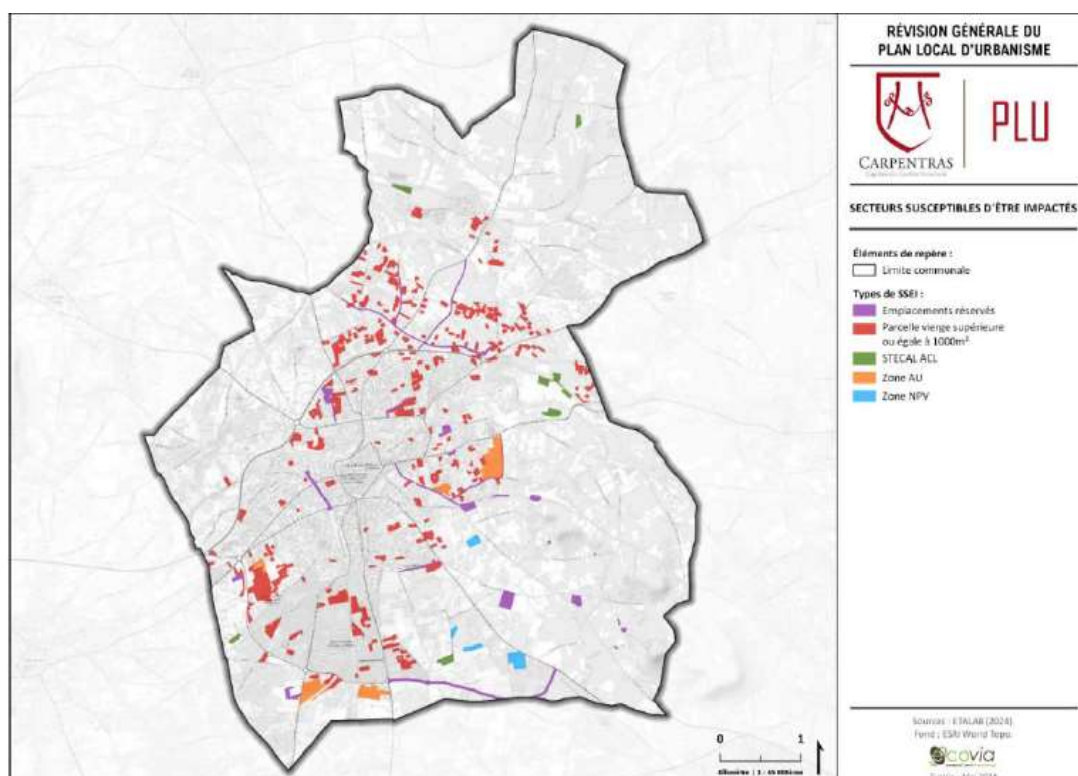 RÉVISION GÉNÉRALE DU
PLAN LOCAL D'URBANISME
CARPENTRAS
PLU
SECTEURS SUSCEPTIBLES D'ÊTRE IMPACTÉS
Éléments de repère :
Limite communale
Types de SSEI :
Emplacements réservés
Parcelle vierge supérieure
ou égale à 1000m²
STECAL ACL
Zone AU
Zone NPV
0 1
Sources : ETALAB (2024).
Fond : ESRI World Topo.
ecovia